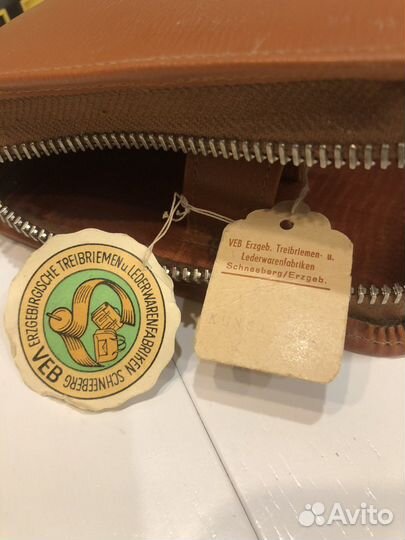 ERZGEBIRGISCHE TREIBRIEMEN u. LEDERWARENFABRIKEN SCHNEEBERG
VEB
VEB Erzgeb. Treibriemen- u.
Lederwarenfabriken
Schneeberg/Erzgeb.
Avito